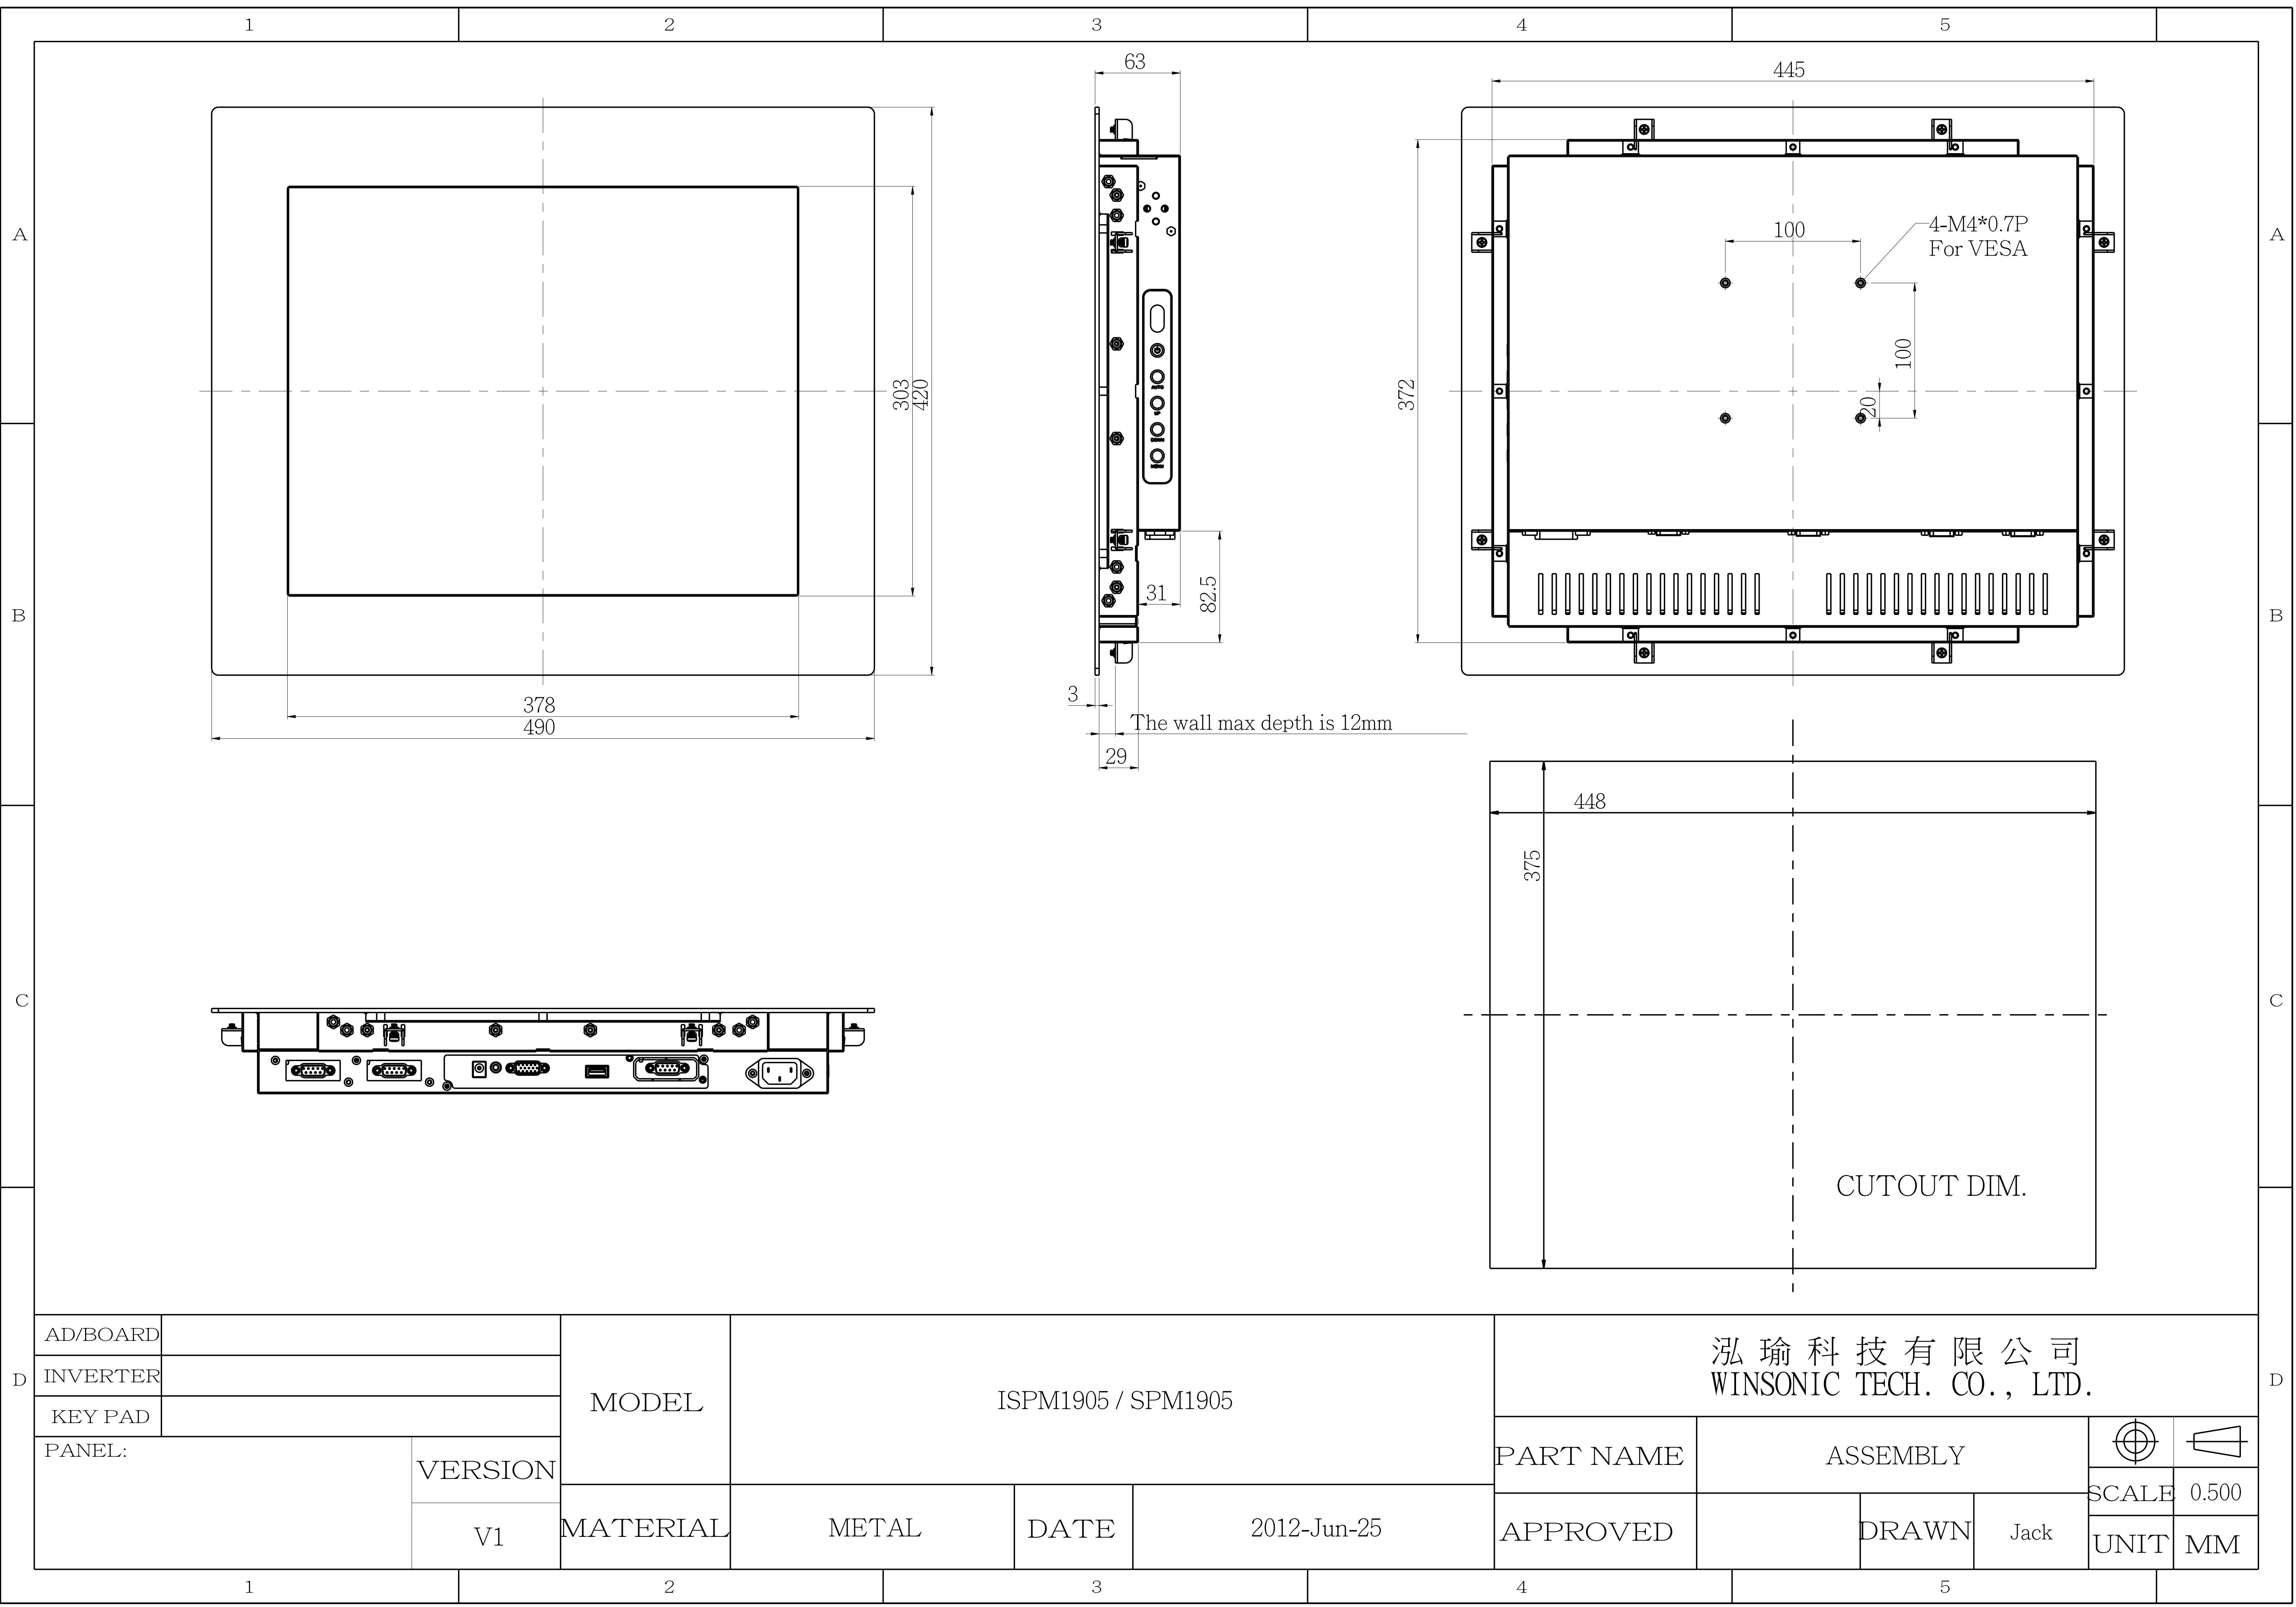 1 2 3 4 5
A A
B B
C C
D D
63
445
303
420
378
490
AUTO
UP
DOWN
MENU
82.5
31
3
The wall max depth is 12mm
29
372
100
4-M4*0.7P
For VESA
100
20
448
375
CUTOUT DIM.
AD/BOARD
INVERTER
KEY PAD
PANEL:
VERSION
V1
MODEL
ISPM1905 / SPM1905
MATERIAL
METAL
DATE
2012-Jun-25
泓瑜科技有限公司
WINSONIC TECH. CO., LTD.
PART NAME
ASSEMBLY
APPROVED
DRAWN
Jack
SCALE
0.500
UNIT
MM
1 2 3 4 5